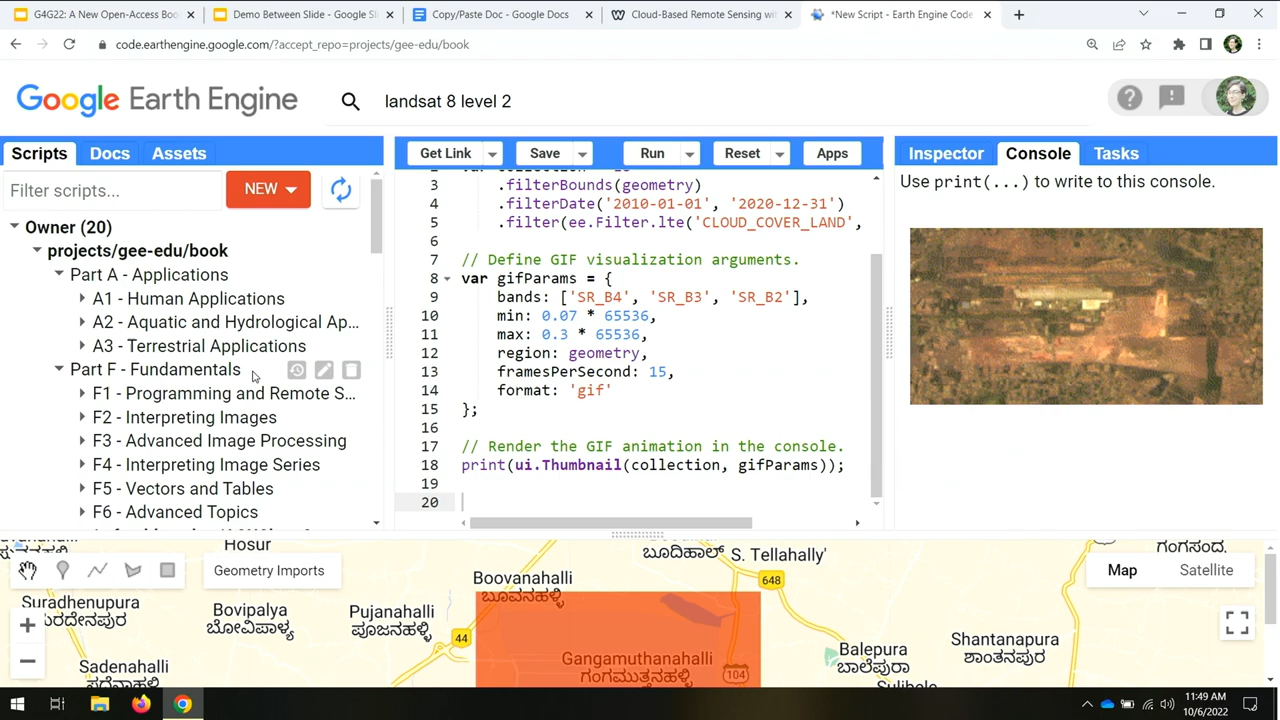 G4G22: A New Open-Access Boo
Demo Between Slide - Google Sl
Copy/Paste Doc - Google Docs
Cloud-Based Remote Sensing wit
*New Script - Earth Engine Code
code.earthengine.google.com/?accept_repo=projects/gee-edu/book
Google Earth Engine
landsat 8 level 2
Scripts Docs Assets
Filter scripts...
NEW
Owner (20)
projects/gee-edu/book
Part A - Applications
A1 - Human Applications
A2 - Aquatic and Hydrological Ap...
A3 - Terrestrial Applications
Part F - Fundamentals
F1 - Programming and Remote S...
F2 - Interpreting Images
F3 - Advanced Image Processing
F4 - Interpreting Image Series
F5 - Vectors and Tables
F6 - Advanced Topics
Get Link Save Run Reset Apps
3 .filterBounds(geometry)
4 .filterDate('2010-01-01', '2020-12-31')
5 .filter(ee.Filter.lte('CLOUD_COVER_LAND',
6
7 // Define GIF visualization arguments.
8 var gifParams = {
9 bands: ['SR_B4', 'SR_B3', 'SR_B2'],
10 min: 0.07 * 65536,
11 max: 0.3 * 65536,
12 region: geometry,
13 framesPerSecond: 15,
14 format: 'gif'
15 };
16
17 // Render the GIF animation in the console.
18 print(ui.Thumbnail(collection, gifParams));
19
20
Inspector Console Tasks
Use print(...) to write to this console.
Geometry Imports
Map Satellite
Hosur
Suradhenupura
Bovipalya
ಬೋವಿಪಾಳ್ಯ
Pujanahalli
ಪೂಜನಹಳ್ಳಿ
44
Sadenahalli
Boovanahalli
ಬೂವನಹಳ್ಳಿ
Gangamuthanahalli
ಗಂಗಮುತ್ತನಹಳ್ಳಿ
104
ಬೂದಿಹಾಲ್ S. Tellahally'
648
Balepura
ಬಾಲೆಪುರಾ
Shantanapura
ಶಾಂತನಪುರ
11:49 AM
10/6/2022